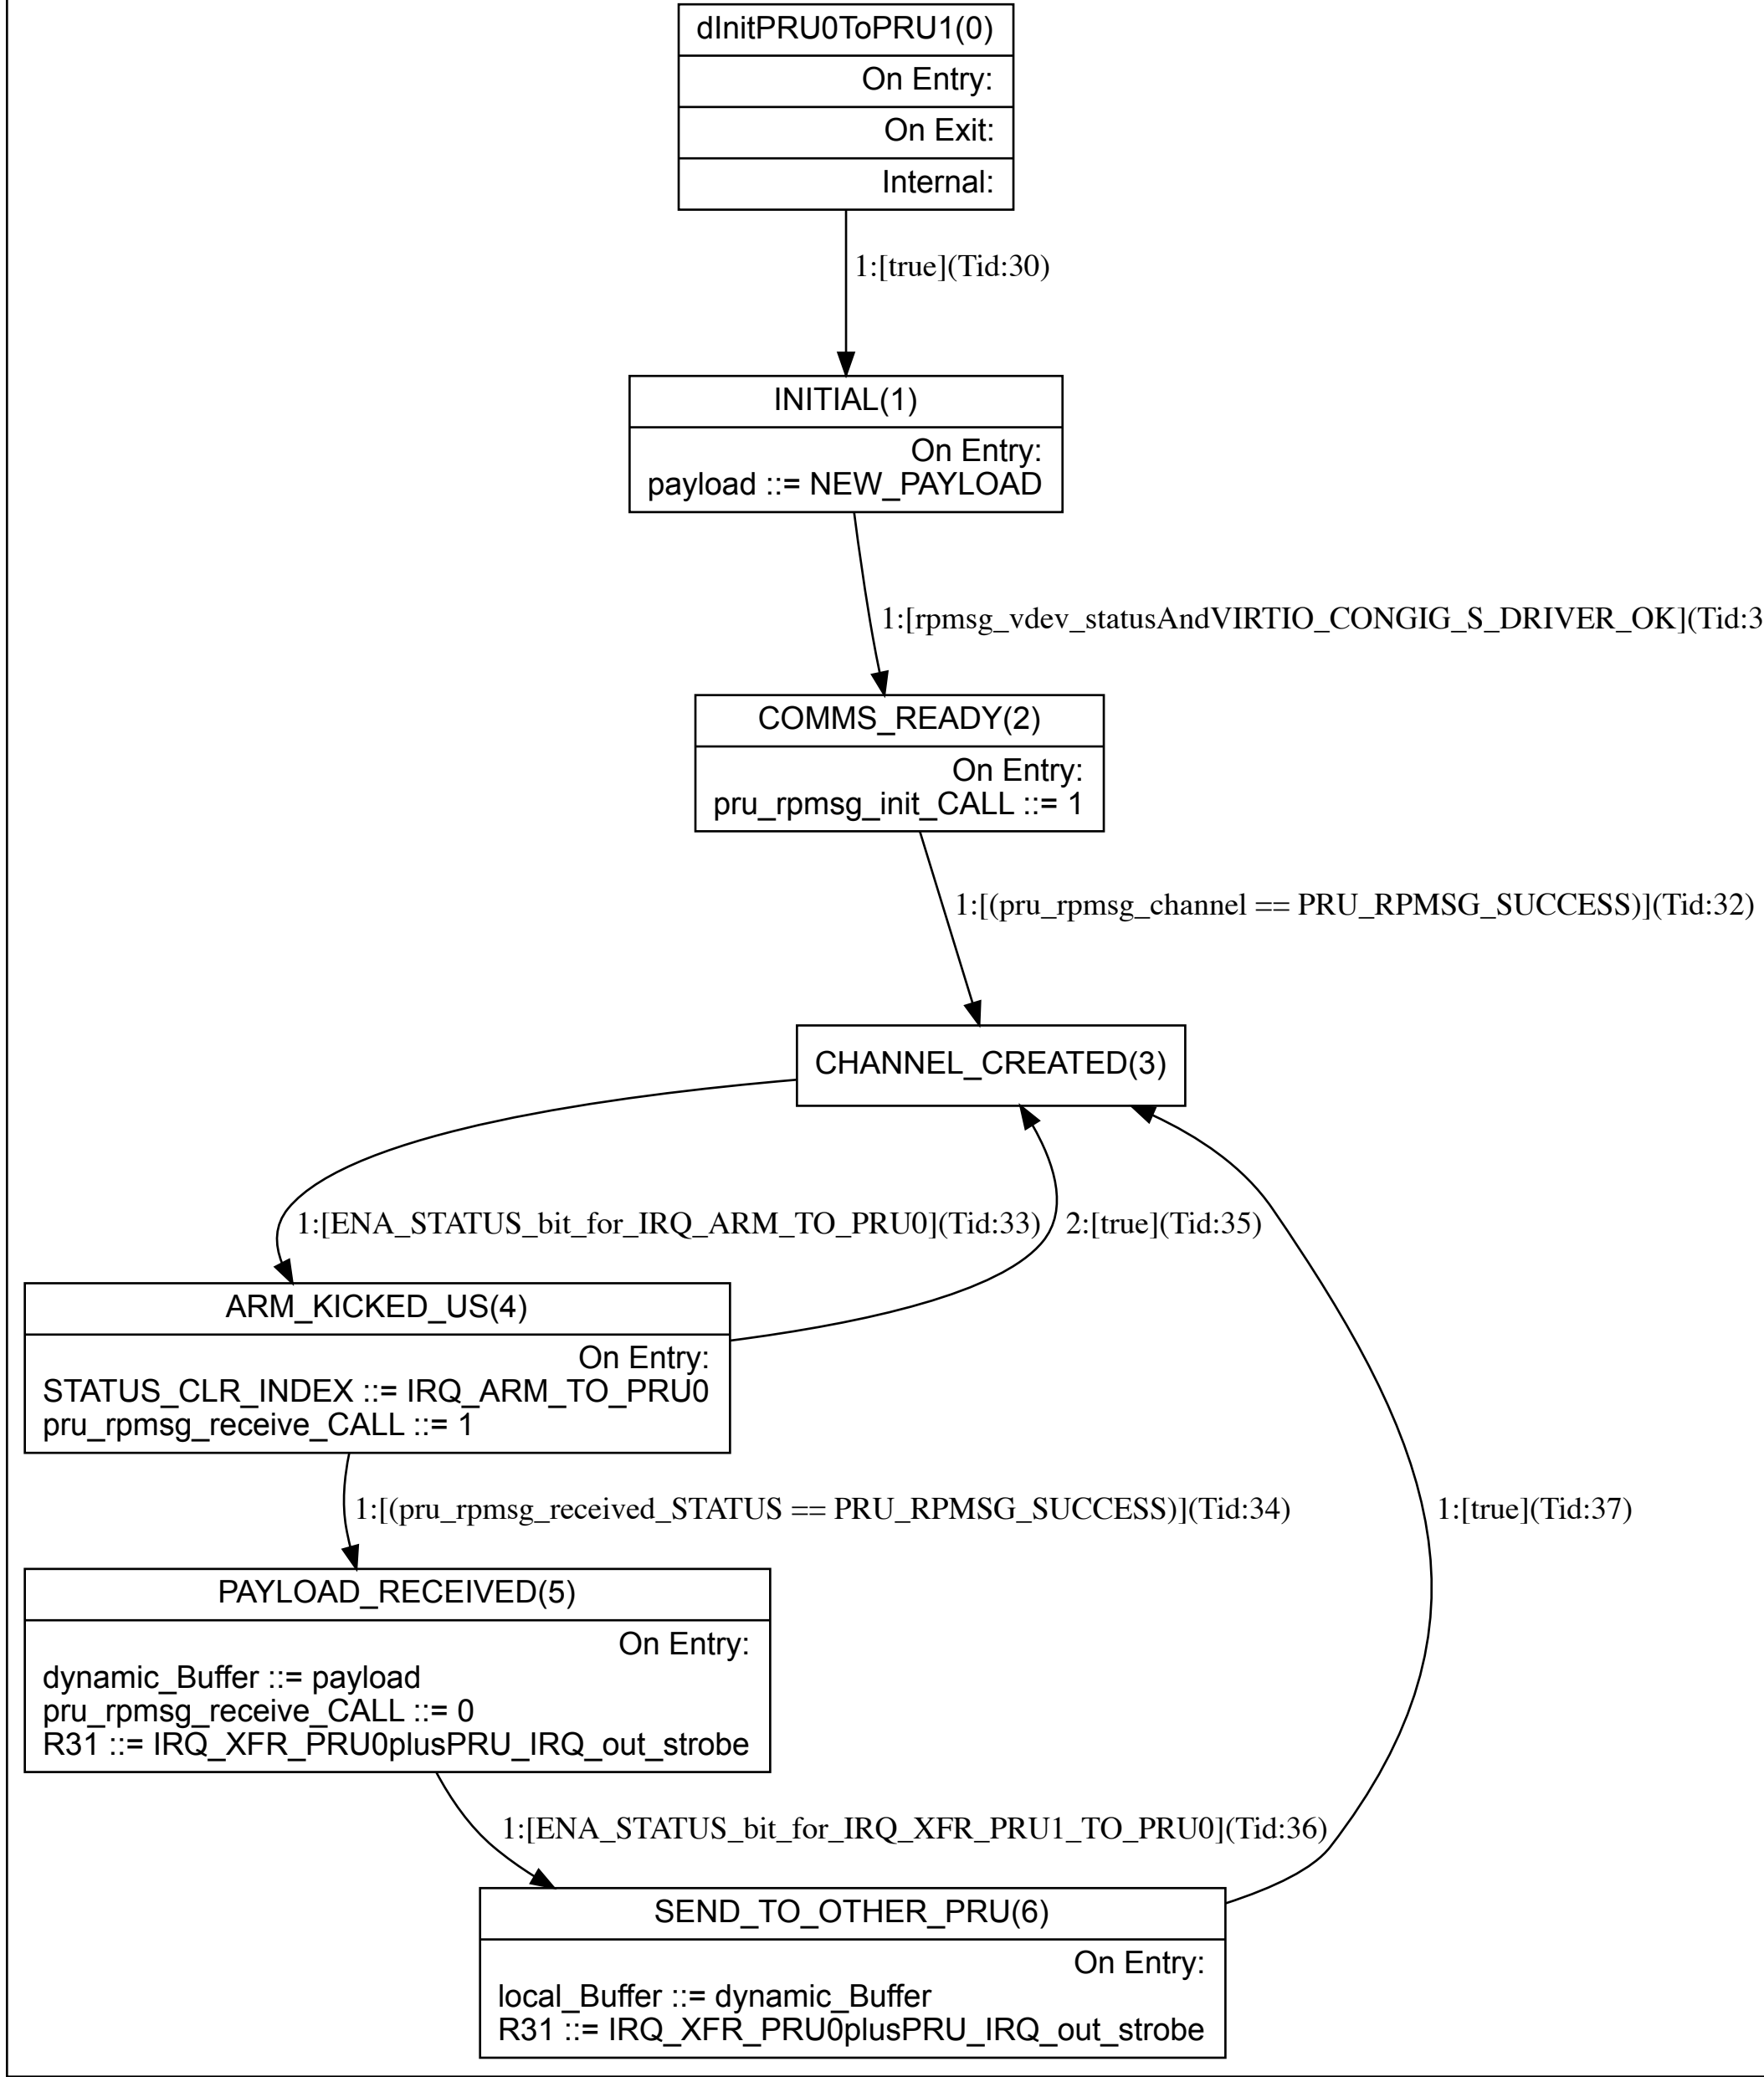 dInitPRU0ToPRU1(0)
On Entry:
On Exit:
Internal:
1:[true](Tid:30)
INITIAL(1)
On Entry:
payload ::= NEW_PAYLOAD
1:[rpmsg_vdev_statusAndVIRTIO_CONGIG_S_DRIVER_OK](Tid:3
COMMS_READY(2)
On Entry:
pru_rpmsg_init_CALL ::= 1
1:[(pru_rpmsg_channel == PRU_RPMSG_SUCCESS)](Tid:32)
CHANNEL_CREATED(3)
1:[ENA_STATUS_bit_for_IRQ_ARM_TO_PRU0](Tid:33)
2:[true](Tid:35)
ARM_KICKED_US(4)
On Entry:
STATUS_CLR_INDEX ::= IRQ_ARM_TO_PRU0
pru_rpmsg_receive_CALL ::= 1
1:[(pru_rpmsg_received_STATUS == PRU_RPMSG_SUCCESS)](Tid:34)
1:[true](Tid:37)
PAYLOAD_RECEIVED(5)
On Entry:
dynamic_Buffer ::= payload
pru_rpmsg_receive_CALL ::= 0
R31 ::= IRQ_XFR_PRU0plusPRU_IRQ_out_strobe
1:[ENA_STATUS_bit_for_IRQ_XFR_PRU1_TO_PRU0](Tid:36)
SEND_TO_OTHER_PRU(6)
On Entry:
local_Buffer ::= dynamic_Buffer
R31 ::= IRQ_XFR_PRU0plusPRU_IRQ_out_strobe